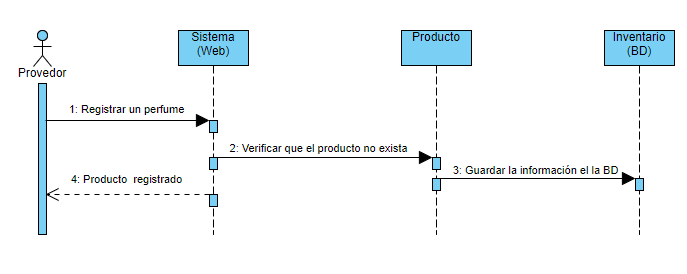 Sistema
(Web)
Producto
Inventario
(BD)
Provedor
1: Registrar un perfume
2: Verificar que el producto no exista
3: Guardar la información el la BD
4: Producto registrado